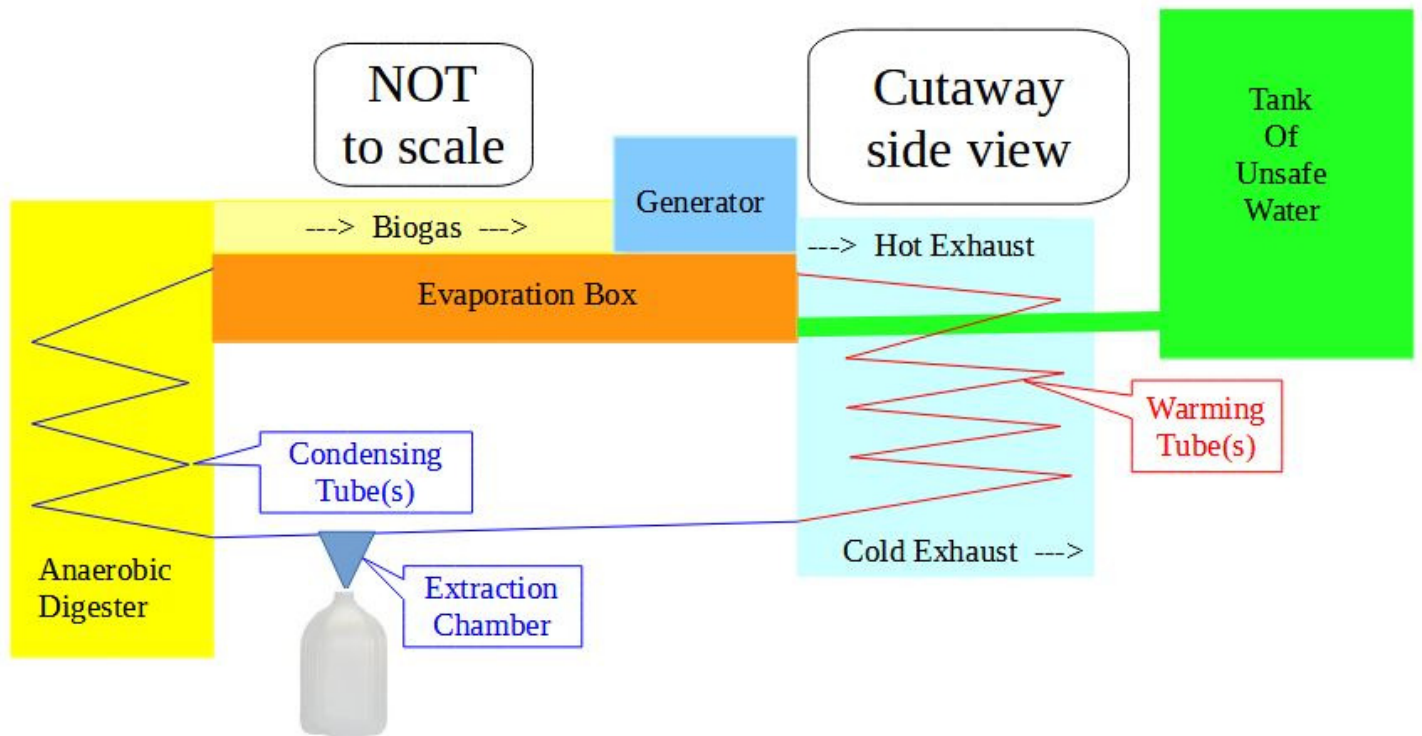 NOT
to scale
Cutaway
side view
Tank
Of
Unsafe
Water
Generator
---> Biogas --->
---> Hot Exhaust
Evaporation Box
Warming
Tube(s)
Condensing
Tube(s)
Cold Exhaust --->
Anaerobic
Digester
Extraction
Chamber